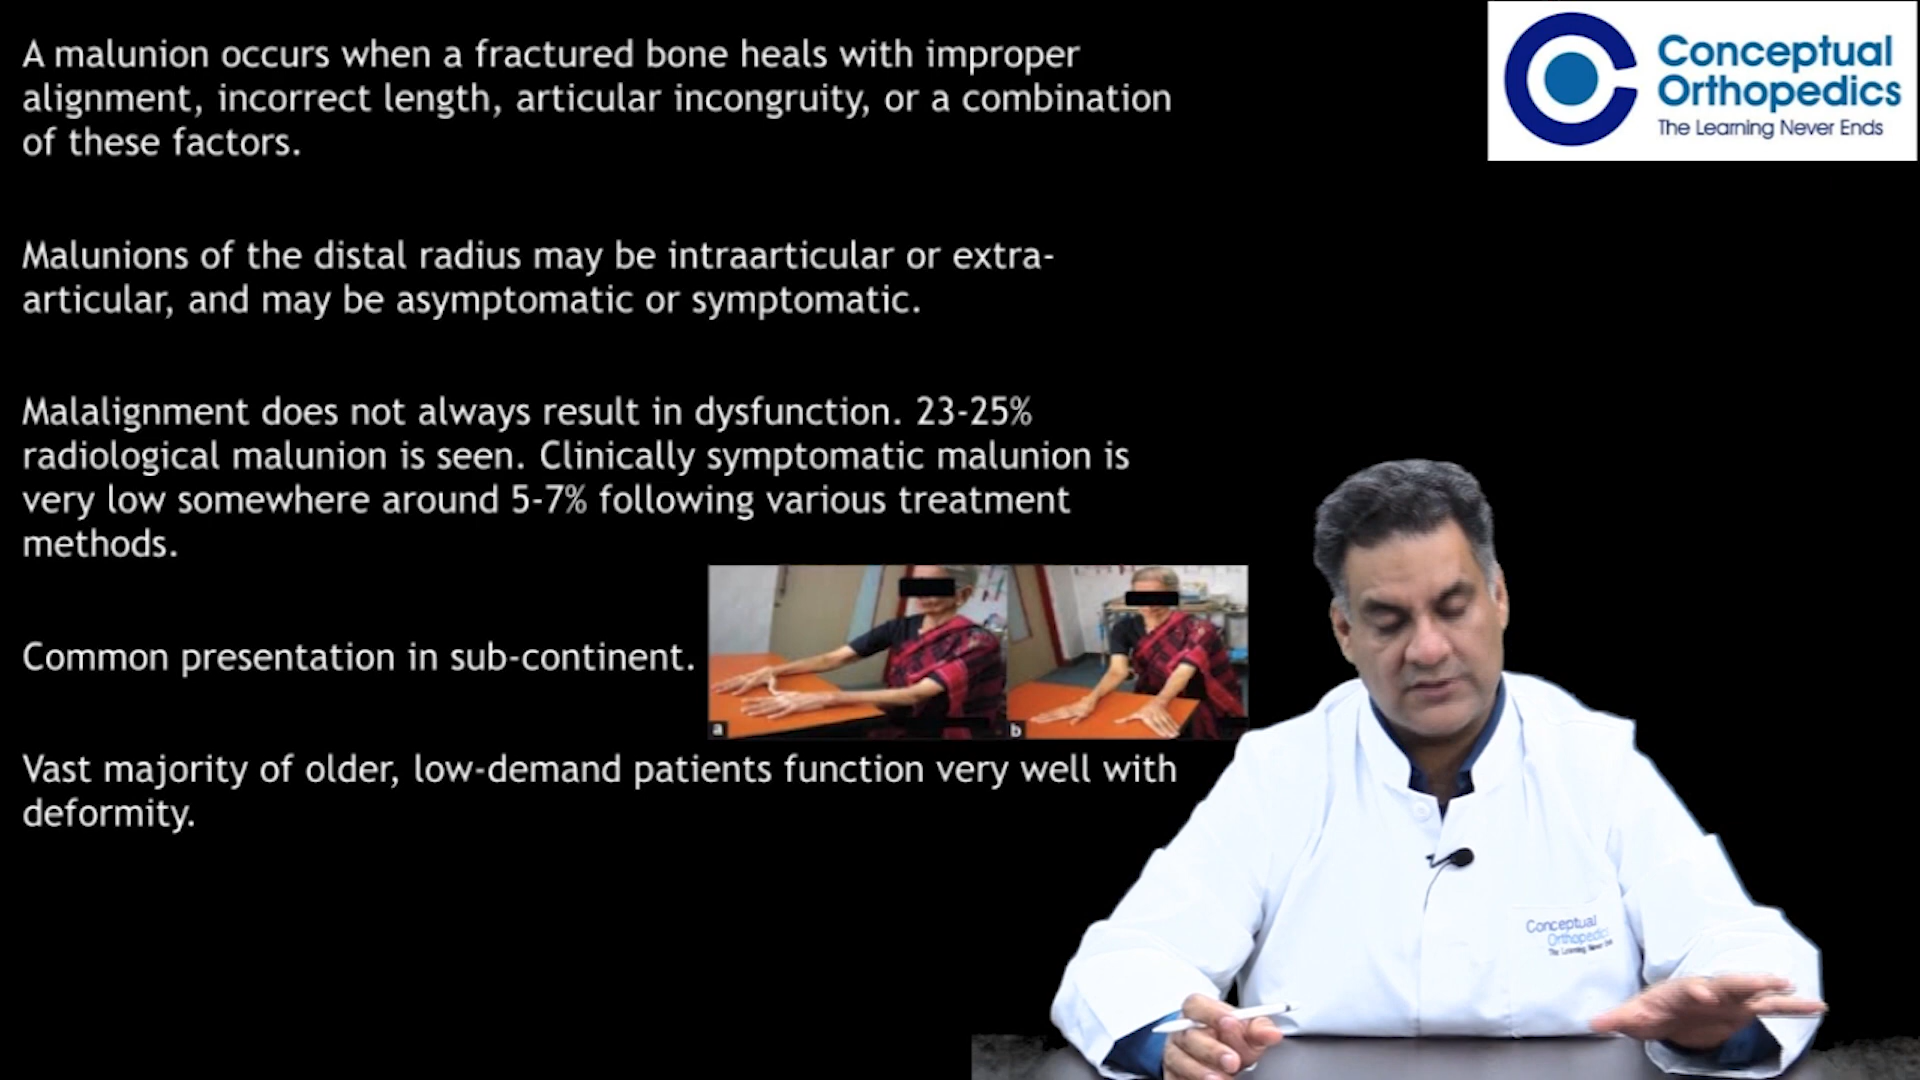 A malunion occurs when a fractured bone heals with improper
alignment, incorrect length, articular incongruity, or a combination
of these factors.
Malunions of the distal radius may be intraarticular or extra-
articular, and may be asymptomatic or symptomatic.
Malalignment does not always result in dysfunction. 23-25%
radiological malunion is seen. Clinically symptomatic malunion is
very low somewhere around 5-7% following various treatment
methods.
Common presentation in sub-continent.
a
b
Vast majority of older, low-demand patients function very well with
deformity.
Conceptual
Orthopedics
The Learning Never Ends
Conceptual
Orthopedics
The Learning Never Ends